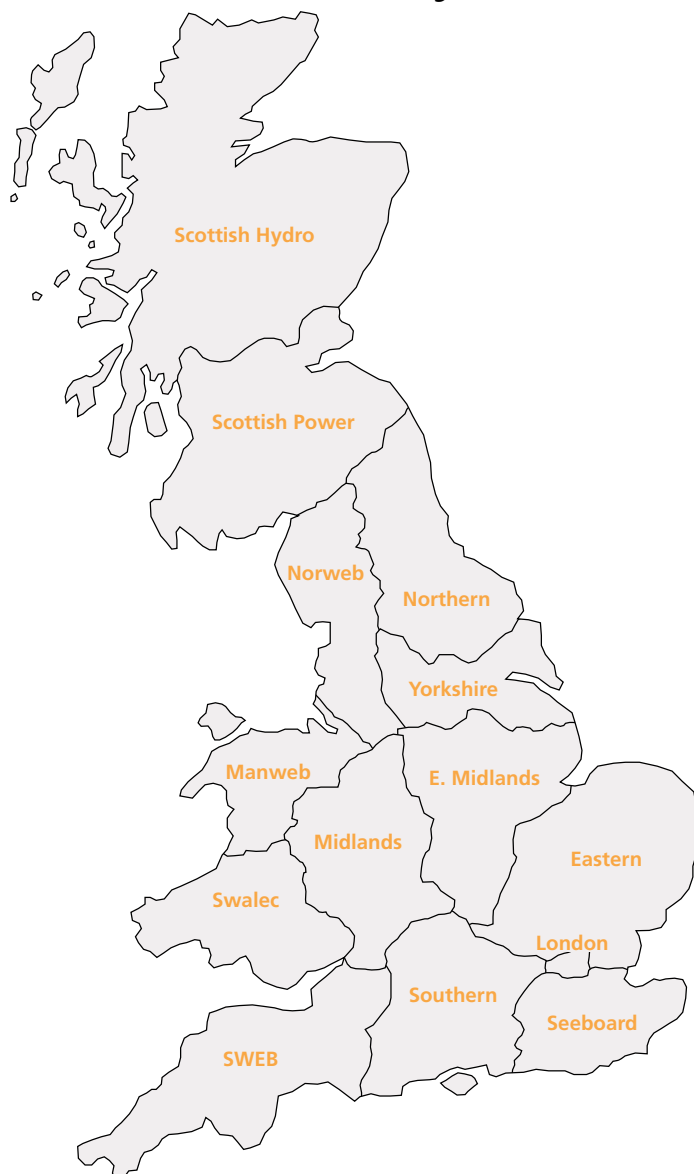 Scottish Hydro
Scottish Power
Norweb
Northern
Yorkshire
Manweb
E. Midlands
Midlands
Eastern
Swalec
London
Southern
Seeboard
SWEB